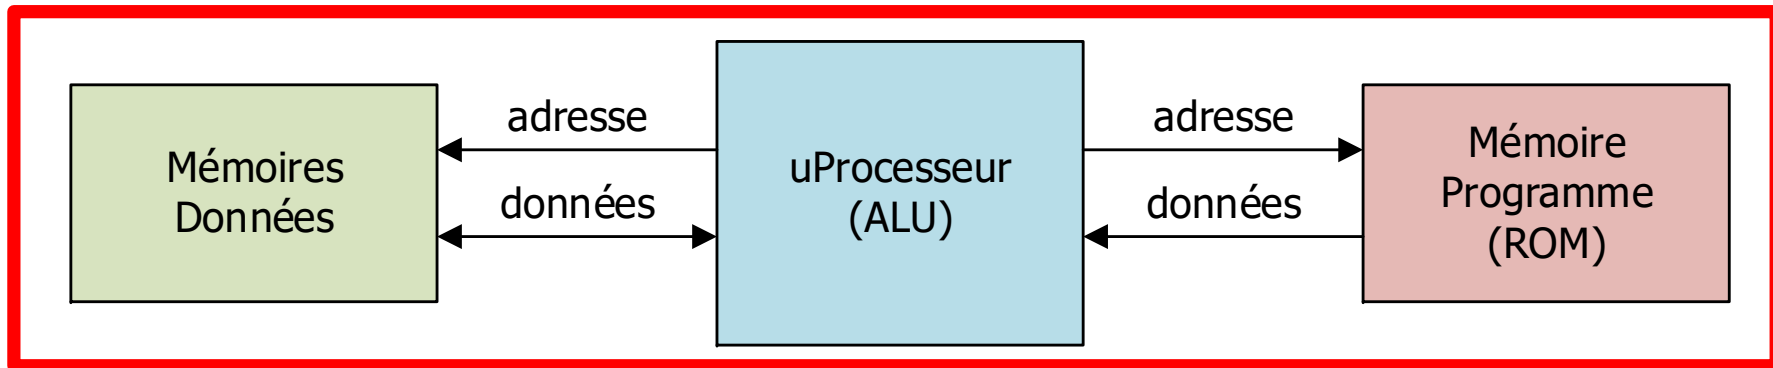 Mémoires
Données
adresse
données
uProcesseur
(ALU)
adresse
données
Mémoire
Programme
(ROM)